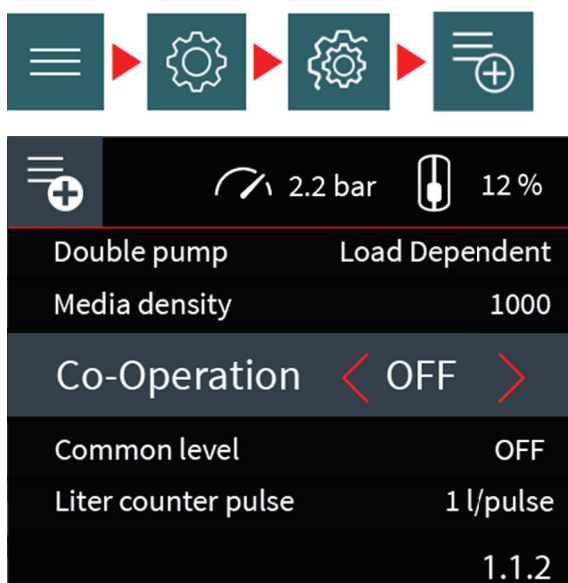 2.2 bar 12 %
Double pump Load Dependent
Media density 1000
Co-Operation < OFF >
Common level OFF
Liter counter pulse 1 l/pulse
1.1.2